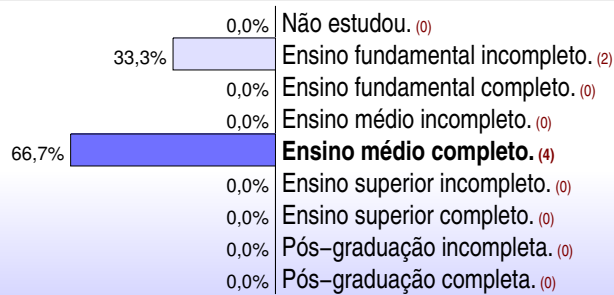 0,0% Não estudou. (0)
33,3% Ensino fundamental incompleto. (2)
0,0% Ensino fundamental completo. (0)
0,0% Ensino médio incompleto. (0)
66,7% Ensino médio completo. (4)
0,0% Ensino superior incompleto. (0)
0,0% Ensino superior completo. (0)
0,0% Pós−graduação incompleta. (0)
0,0% Pós−graduação completa. (0)